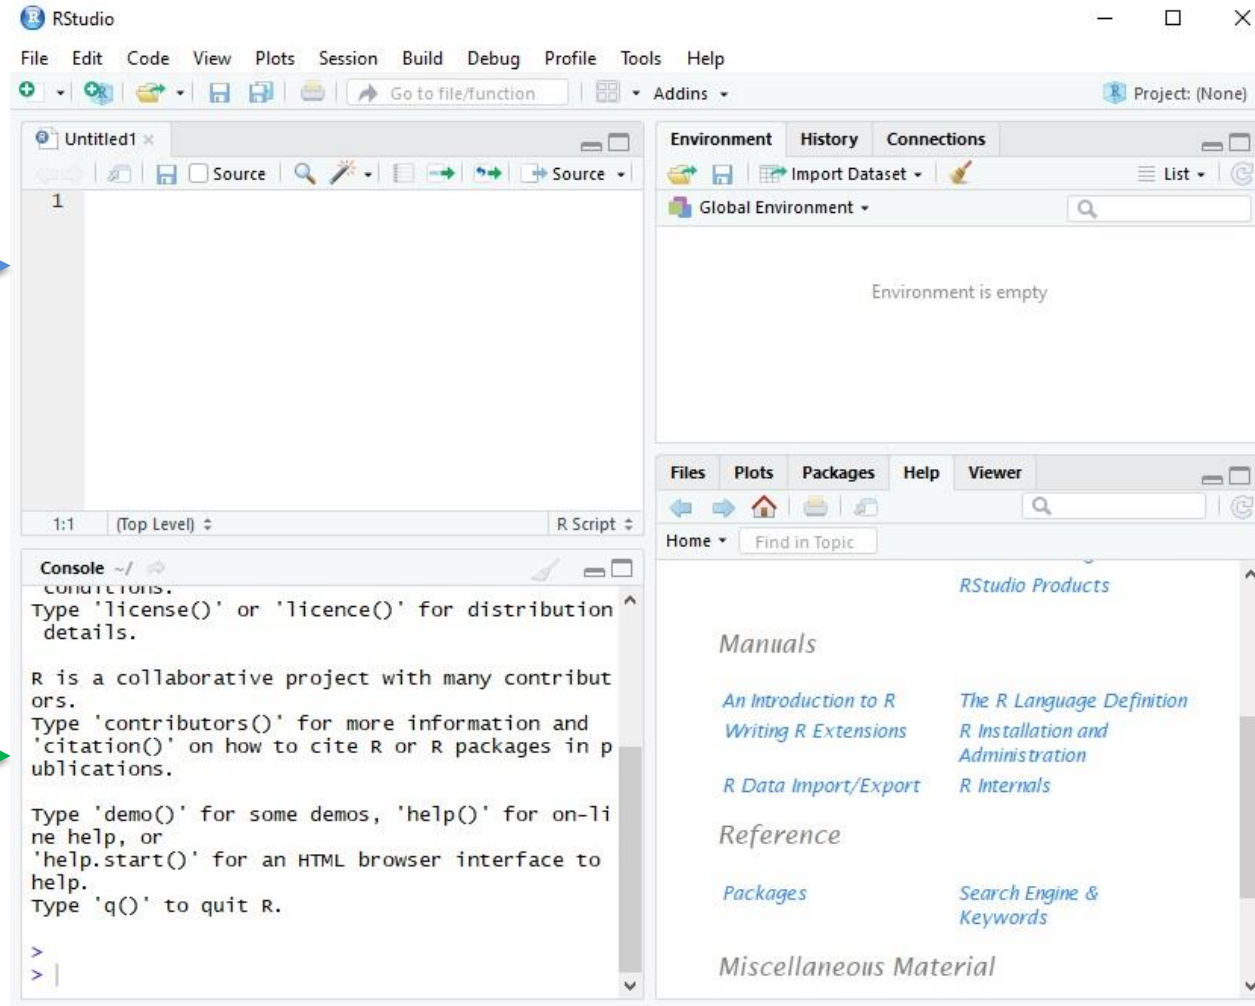 RStudio
File Edit Code View Plots Session Build Debug Profile Tools Help
Go to file/function Addins Project: (None)
Untitled1
Source Source
1
1:1 (Top Level) R Script
Console ~/
conditions.
Type 'license()' or 'licence()' for distribution
details.
R is a collaborative project with many contribut
ors.
Type 'contributors()' for more information and
'citation()' on how to cite R or R packages in p
ublications.
Type 'demo()' for some demos, 'help()' for on-li
ne help, or
'help.start()' for an HTML browser interface to
help.
Type 'q()' to quit R.
>
>
Environment History Connections
Import Dataset List
Global Environment
Environment is empty
Files Plots Packages Help Viewer
Home Find in Topic
RStudio Products
Manuals
An Introduction to R The R Language Definition
Writing R Extensions R Installation and
Administration
R Data Import/Export R Internals
Reference
Packages Search Engine &
Keywords
Miscellaneous Material